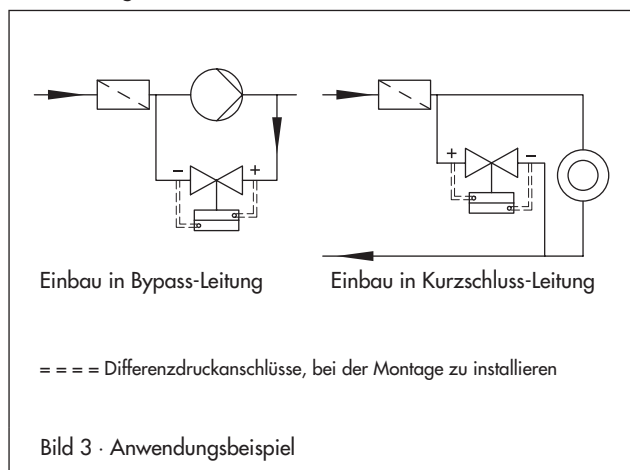 − +
+ −
Einbau in Bypass-Leitung
Einbau in Kurzschluss-Leitung
= = = = Differenzdruckanschlüsse, bei der Montage zu installieren
Bild 3 · Anwendungsbeispiel